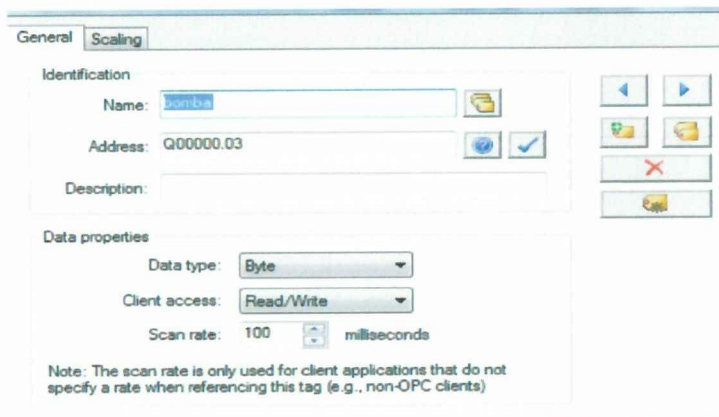 General Scaling
Identification
Name: bomba
Address: Q00000.03
Description:
Data properties
Data type: Byte
Client access: Read/Write
Scan rate: 100 milliseconds
Note: The scan rate is only used for client applications that do not
specify a rate when referencing this tag (e.g., non-OPC clients)